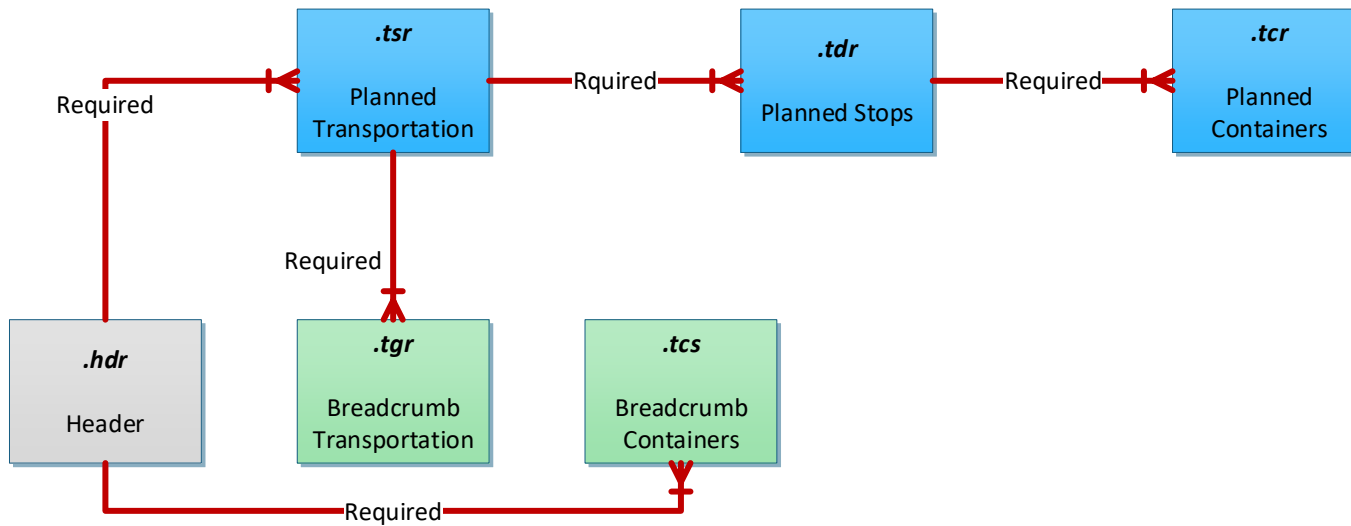 .tsr
Planned
Transportation
Rquired
.tdr
Planned Stops
Required
.tcr
Planned
Containers
Required
Required
.hdr
Header
.tgr
Breadcrumb
Transportation
.tcs
Breadcrumb
Containers
Required